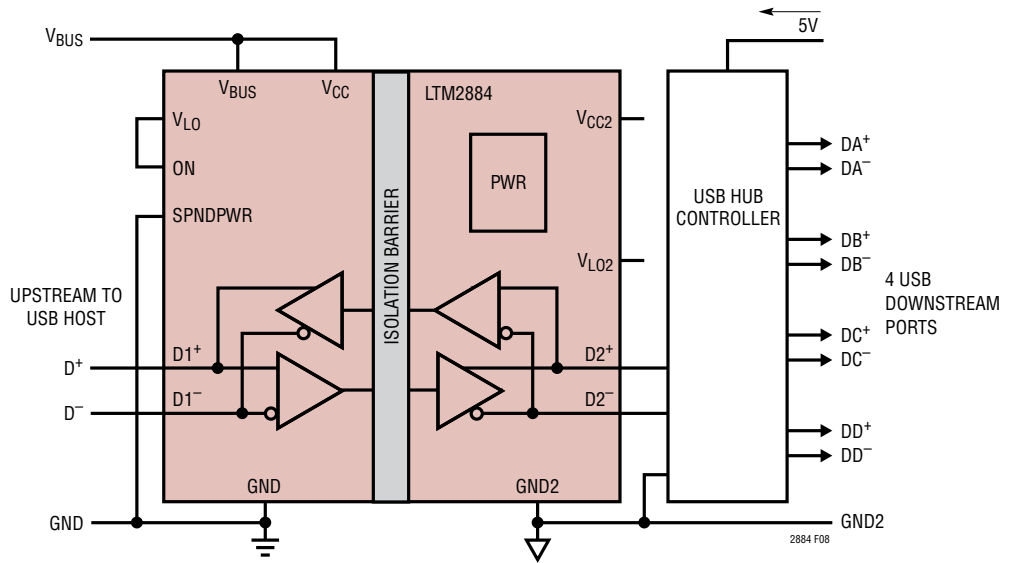 5V
VBUS
VBUS
VCC
LTM2884
VLO
VCC2
ON
PWR
SPNDPWR
ISOLATION BARRIER
VLO2
USB HUB
CONTROLLER
DA+
DA−
DB+
DB−
DC+
DC−
DD+
DD−
4 USB
DOWNSTREAM
PORTS
UPSTREAM TO
USB HOST
D+
D1+
D2+
D−
D1−
D2−
GND
GND2
GND
GND2
2884 F08